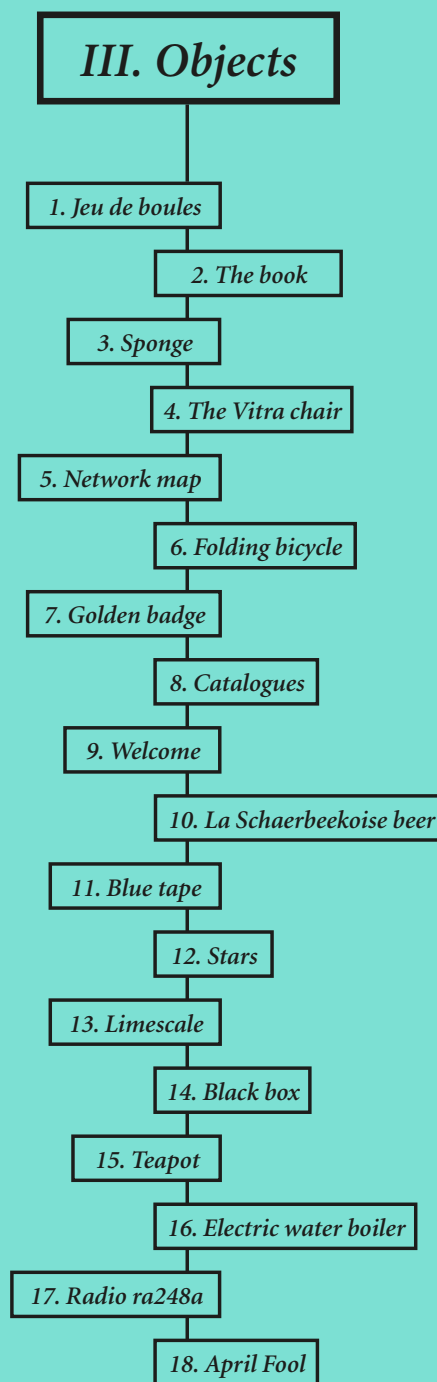 III. Objects
1. Jeu de boules
2. The book
3. Sponge
4. The Vitra chair
5. Network map
6. Folding bicycle
7. Golden badge
8. Catalogues
9. Welcome
10. La Schaerbeekoise beer
11. Blue tape
12. Stars
13. Limescale
14. Black box
15. Teapot
16. Electric water boiler
17. Radio ra248a
18. April Fool